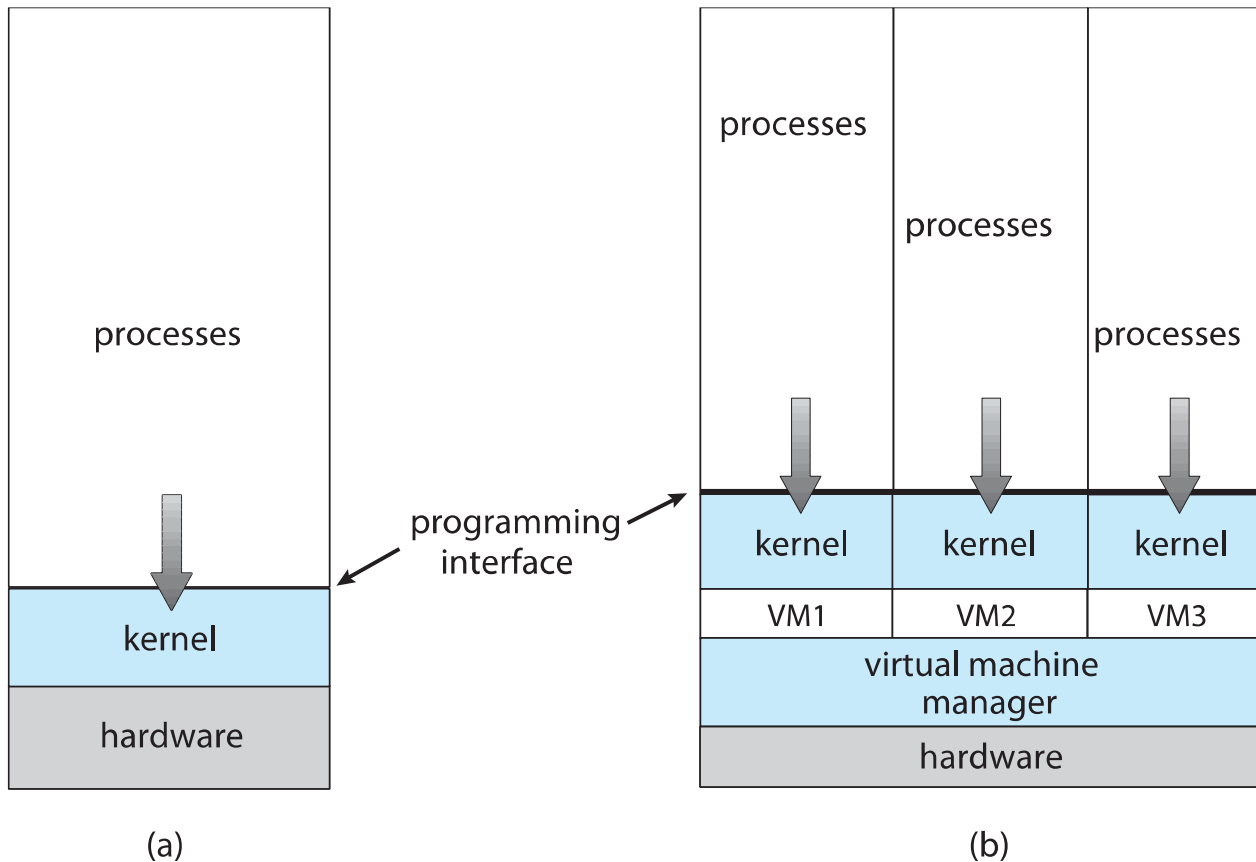 processes
kernel
hardware
(a)
programming
interface
processes
processes
processes
kernel
kernel
kernel
VM1
VM2
VM3
virtual machine
manager
hardware
(b)